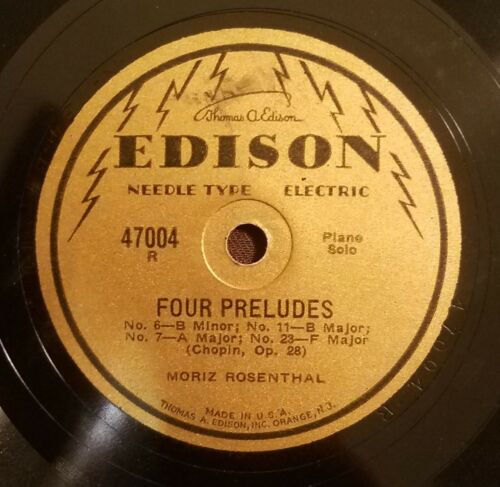 Thomas A. Edison
EDISON
NEEDLE TYPE ELECTRIC
47004
R
Piano
Solo
FOUR PRELUDES
No. 6—B Minor; No. 11—B Major;
No. 7—A Major; No. 23—F Major
(Chopin, Op. 28)
MORIZ ROSENTHAL
MADE IN U.S.A.
THOMAS A. EDISON, INC. ORANGE, N.J.
47004 R